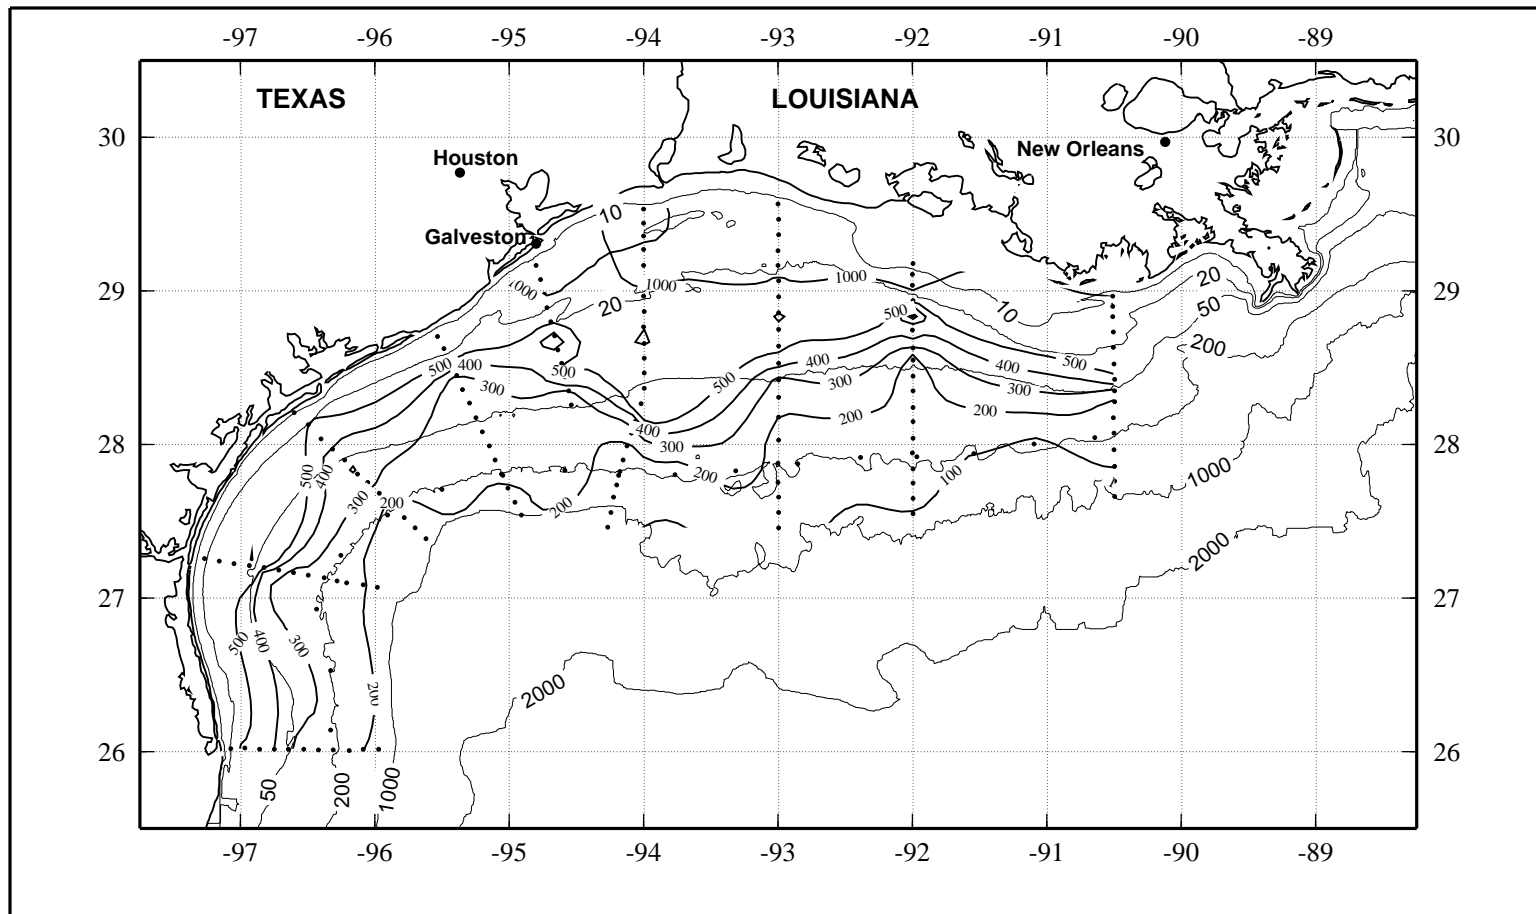 -97 -96 -95 -94 -93 -92 -91 -90 -89
TEXAS LOUISIANA
30 30
New Orleans
Houston
10
Galveston
20
1000 1000 1000
29 29
20
50
10
500
200
500 400 500 400 500
400
300 500 300 300
200 200
400
28 300 28
200
100
1000
500 400 300 200 200
2000
27 27
500 400 300
200
2000
26 26
50 200 1000
-97 -96 -95 -94 -93 -92 -91 -90 -89